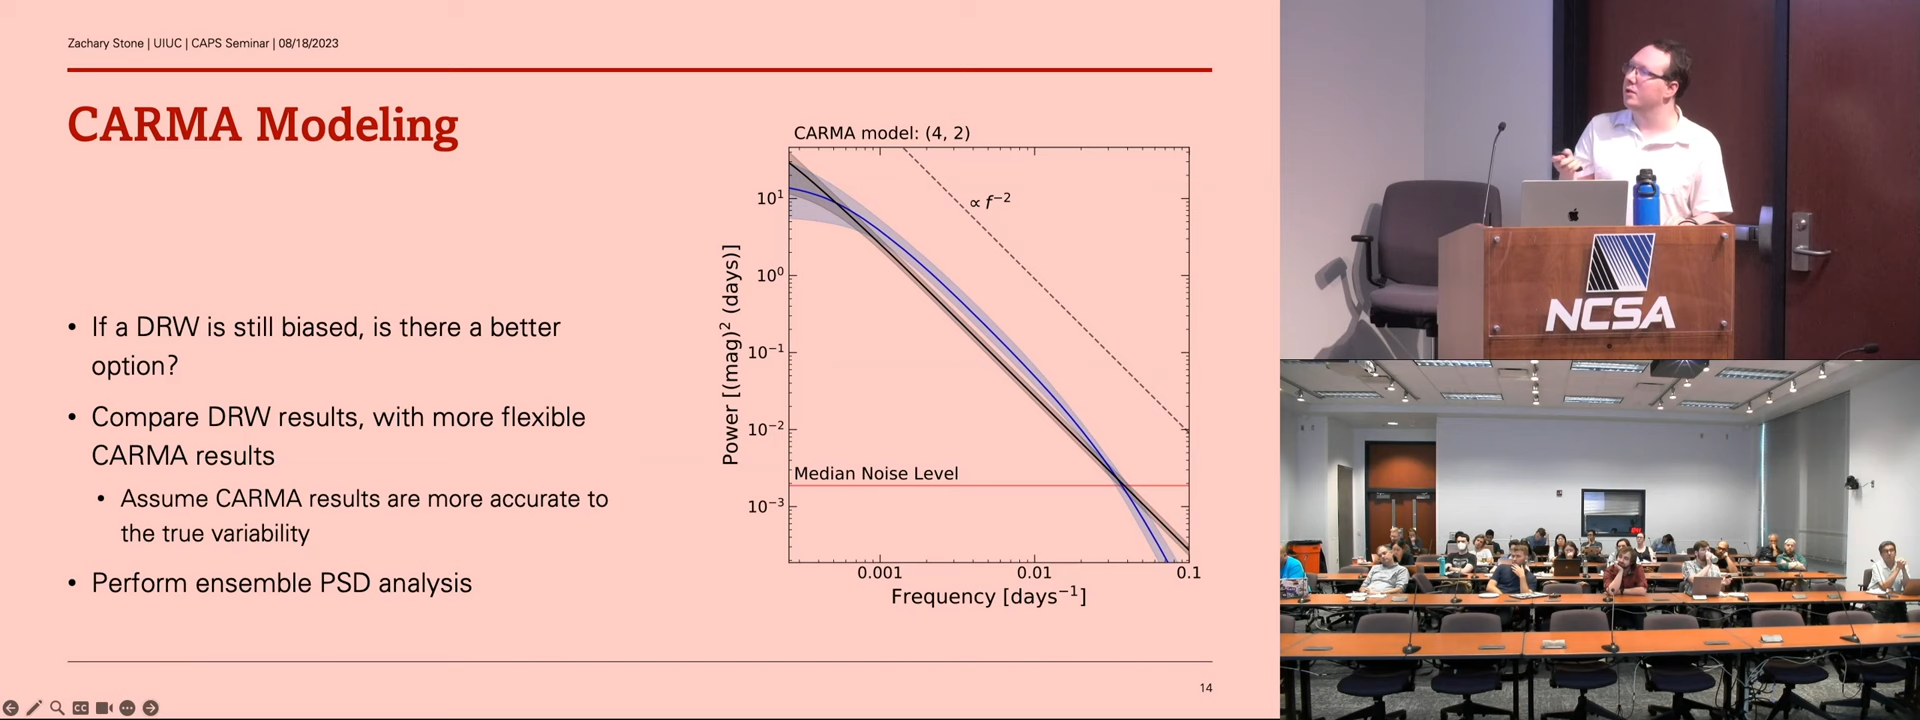 Zachary Stone | UIUC | CAPS Seminar | 08/18/2023
CARMA Modeling
• If a DRW is still biased, is there a better
option?
• Compare DRW results, with more flexible
CARMA results
• Assume CARMA results are more accurate to
the true variability
• Perform ensemble PSD analysis
CARMA model: (4, 2)
∝ f⁻²
10¹
10⁰
10⁻¹
10⁻²
10⁻³
Power [(mag)² (days)]
Median Noise Level
0.001 0.01 0.1
Frequency [days⁻¹]
14
CC
NCSA